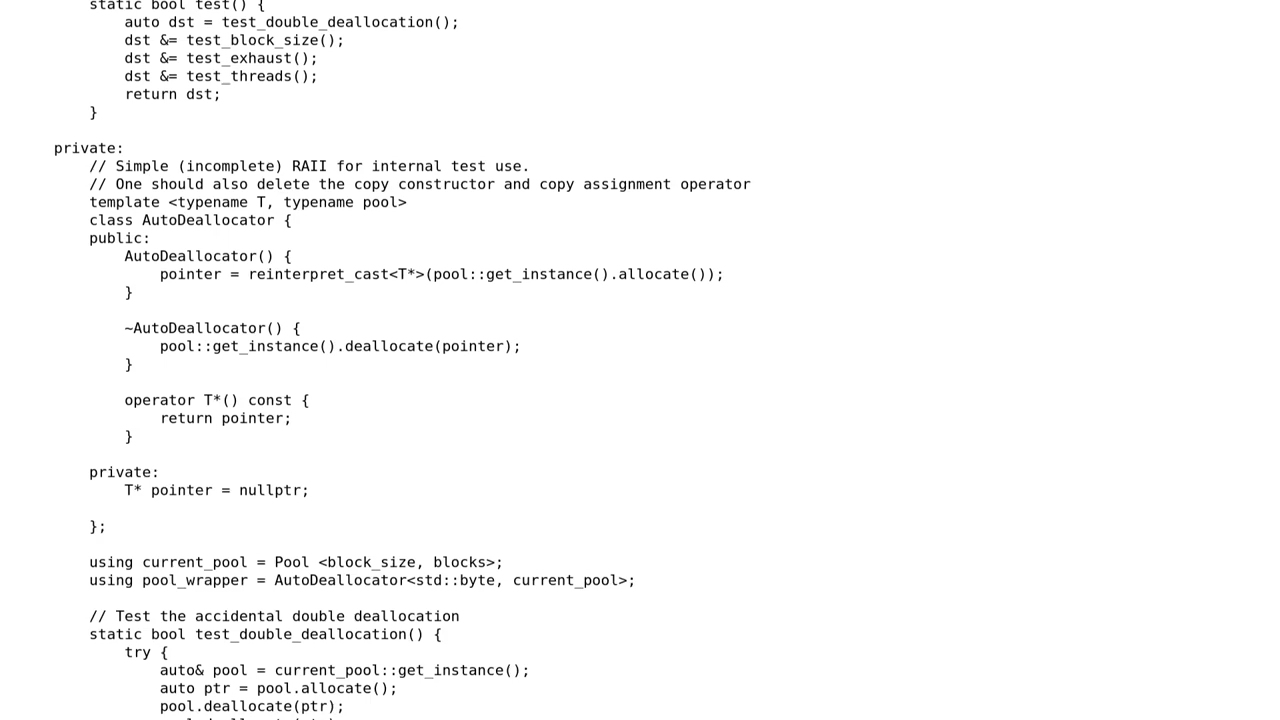 static bool test() {
auto dst = test_double_deallocation();
dst &= test_block_size();
dst &= test_exhaust();
dst &= test_threads();
return dst;
}
private:
// Simple (incomplete) RAII for internal test use.
// One should also delete the copy constructor and copy assignment operator
template <typename T, typename pool>
class AutoDeallocator {
public:
AutoDeallocator() {
pointer = reinterpret_cast<T*>(pool::get_instance().allocate());
}
~AutoDeallocator() {
pool::get_instance().deallocate(pointer);
}
operator T*() const {
return pointer;
}
private:
T* pointer = nullptr;
};
using current_pool = Pool <block_size, blocks>;
using pool_wrapper = AutoDeallocator<std::byte, current_pool>;
// Test the accidental double deallocation
static bool test_double_deallocation() {
try {
auto& pool = current_pool::get_instance();
auto ptr = pool.allocate();
pool.deallocate(ptr);